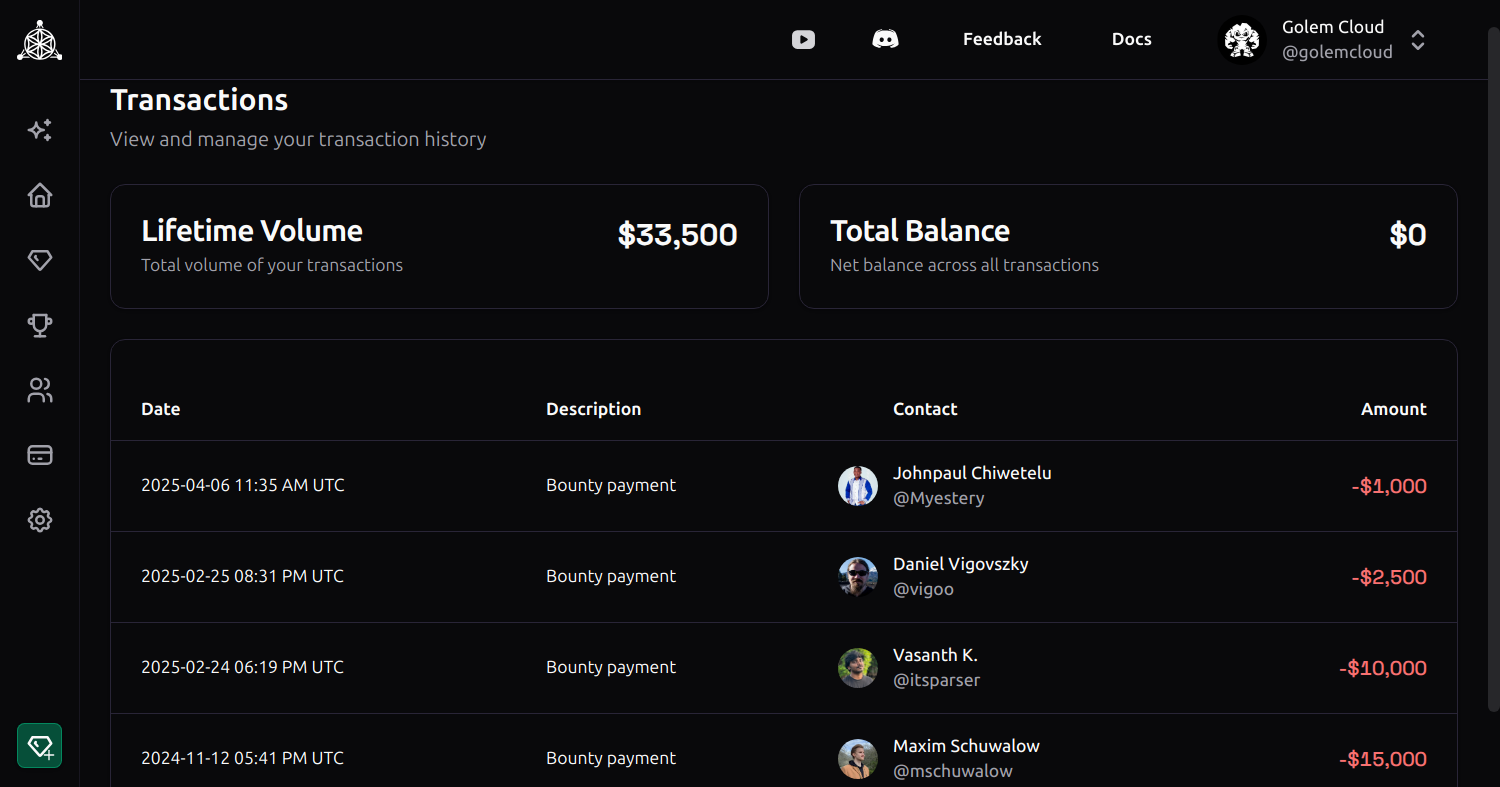 Feedback
Docs
Golem Cloud
@golemcloud
Transactions
View and manage your transaction history
Lifetime Volume
$33,500
Total volume of your transactions
Total Balance
$0
Net balance across all transactions
Date Description Contact Amount
2025-04-06 11:35 AM UTC Bounty payment Johnpaul Chiwetelu -$1,000
@Myestery
2025-02-25 08:31 PM UTC Bounty payment Daniel Vigovszky -$2,500
@vigoo
2025-02-24 06:19 PM UTC Bounty payment Vasanth K. -$10,000
@itsparser
2024-11-12 05:41 PM UTC Bounty payment Maxim Schuwalow -$15,000
@mschuwalow